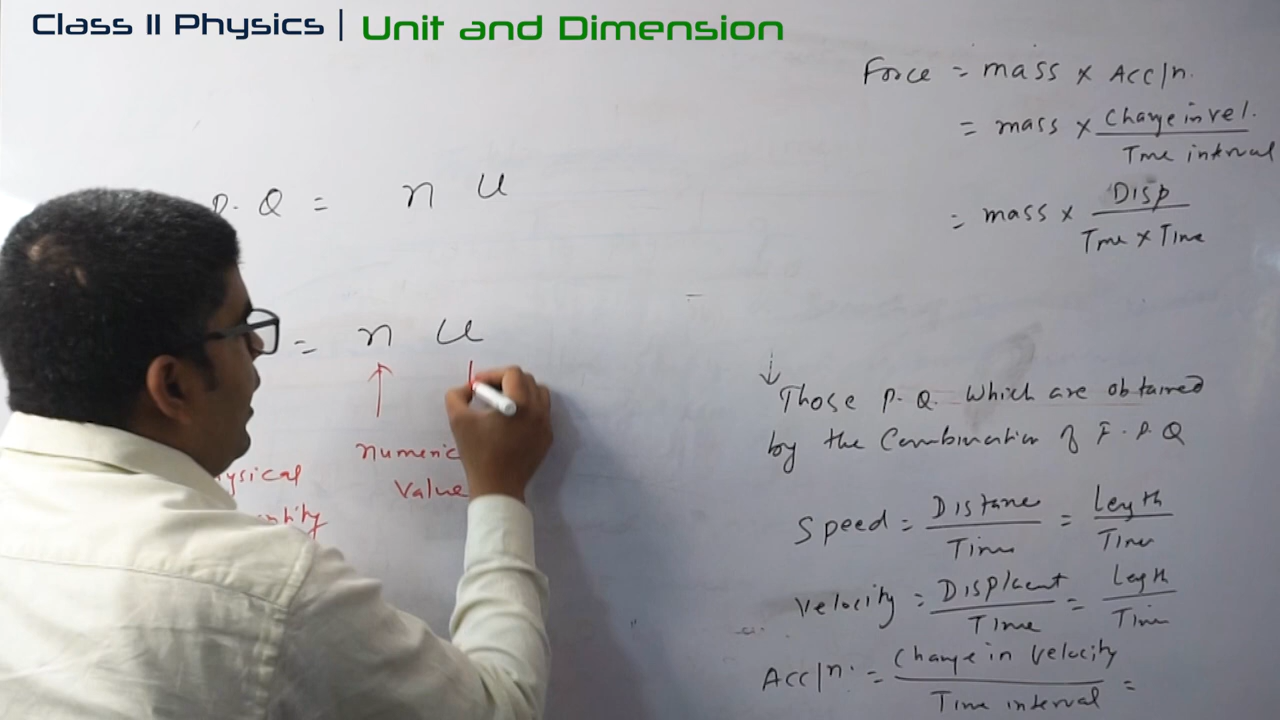 Class 11 Physics | Unit and Dimension
P. Q = n u
= n u
numeric
Value
ysical
ntity
Force = mass × Acc/n.
= mass × Change in vel. / Time interval
= mass × Disp / Time × Time
↓
Those P. Q. Which are obtained
by the Combination of F. P. Q
Speed = Distance / Time = Length / Time
Velocity = Displacent / Time = Length / Time
Acc/n. = Change in Velocity / Time interval =